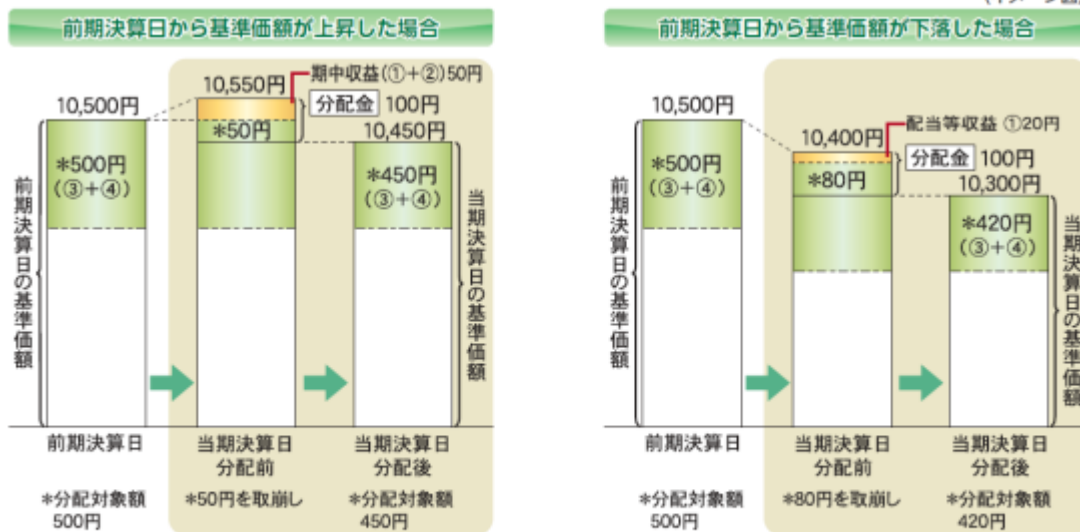 前期決算日から基準価額が上昇した場合
10,500円
10,550円
期中収益(①+②)50円
分配金 100円
*50円
10,450円
*500円
(③+④)
*450円
(③+④)
前期決算日の基準価額
当期決算日の基準価額
前期決算日
当期決算日
分配前
当期決算日
分配後
*分配対象額
500円
*50円を取崩し
*分配対象額
450円
前期決算日から基準価額が下落した場合
10,500円
10,400円
配当等収益 ①20円
分配金 100円
*80円
10,300円
*500円
(③+④)
*420円
(③+④)
前期決算日の基準価額
当期決算日の基準価額
前期決算日
当期決算日
分配前
当期決算日
分配後
*分配対象額
500円
*80円を取崩し
*分配対象額
420円